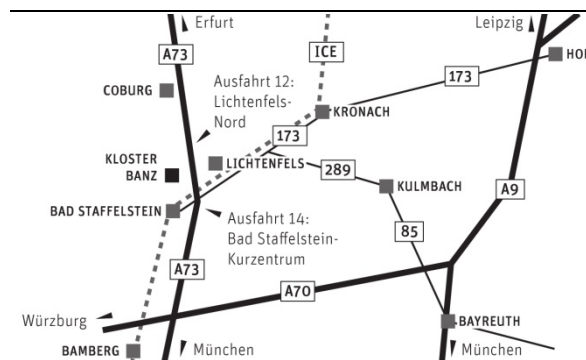 Erfurt
Leipzig
A73
ICE
HO
173
Ausfahrt 12:
Lichtenfels-
Nord
COBURG
KRONACH
173
KLOSTER
BANZ
LICHTENFELS
289
KULMBACH
A9
BAD STAFFELSTEIN
Ausfahrt 14:
Bad Staffelstein-
Kurzentrum
85
A73
A70
Würzburg
BAYREUTH
BAMBERG
München
München